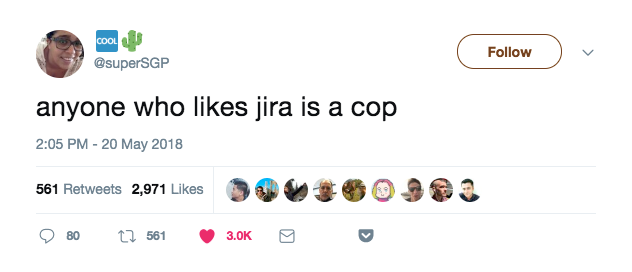 COOL
@superSGP
Follow
anyone who likes jira is a cop
2:05 PM - 20 May 2018
561 Retweets 2,971 Likes
80 561 3.0K